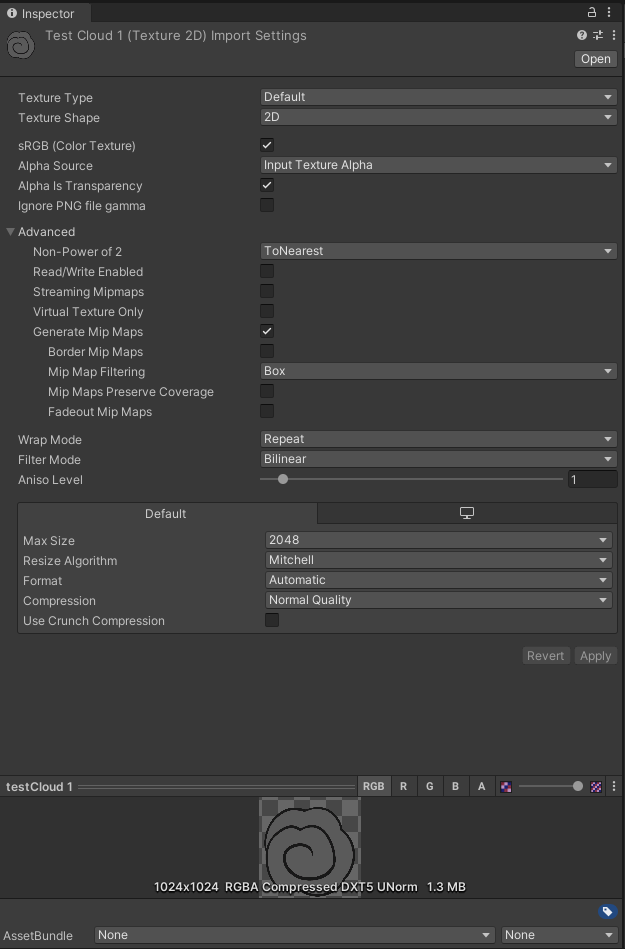 Inspector
Test Cloud 1 (Texture 2D) Import Settings
Open
Texture Type Default
Texture Shape 2D
sRGB (Color Texture)
Alpha Source Input Texture Alpha
Alpha Is Transparency
Ignore PNG file gamma
Advanced
Non-Power of 2 ToNearest
Read/Write Enabled
Streaming Mipmaps
Virtual Texture Only
Generate Mip Maps
Border Mip Maps
Mip Map Filtering Box
Mip Maps Preserve Coverage
Fadeout Mip Maps
Wrap Mode Repeat
Filter Mode Bilinear
Aniso Level 1
Default
Max Size 2048
Resize Algorithm Mitchell
Format Automatic
Compression Normal Quality
Use Crunch Compression
Revert Apply
testCloud 1 RGB R G B A
1024x1024 RGBA Compressed DXT5 UNorm 1.3 MB
AssetBundle None None